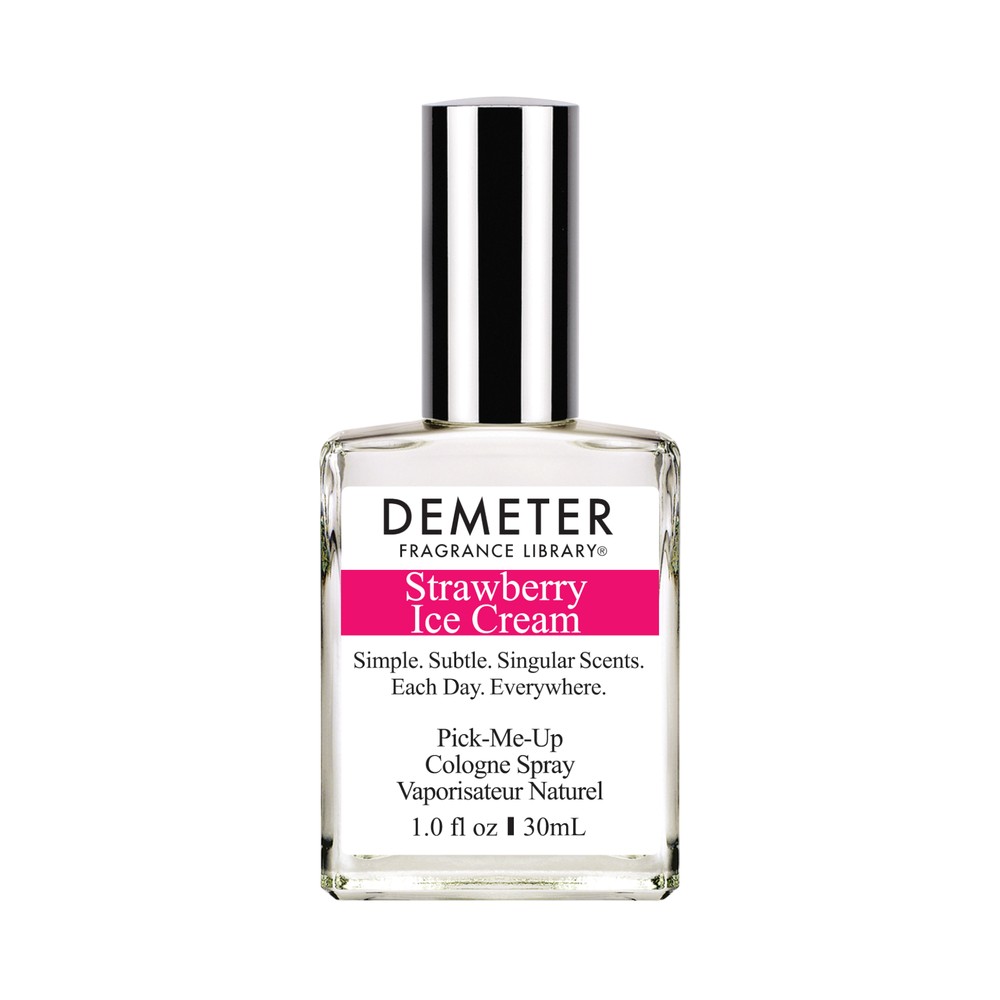 DEMETER
FRAGRANCE LIBRARY®
Strawberry
Ice Cream
Simple. Subtle. Singular Scents.
Each Day. Everywhere.
Pick-Me-Up
Cologne Spray
Vaporisateur Naturel
1.0 fl oz ▌ 30mL